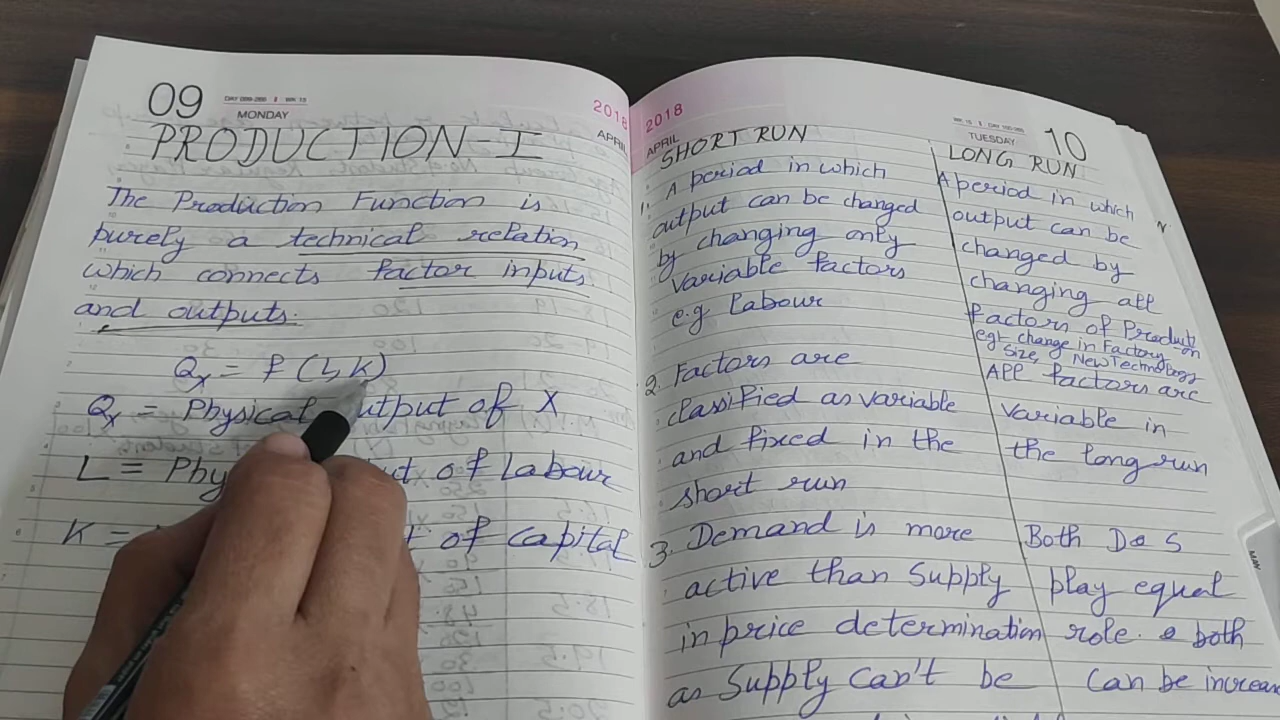 09
MONDAY
2018
APRIL
PRODUCTION-I
The Production Function is
purely a technical relation
which connects factor inputs
and outputs.
Qx = f (L, K)
Qx = Physical output of X
L = of Labour
K = of capital
2018
APRIL
TUESDAY
10
SHORT RUN
1. A period in which
output can be changed
by changing only
variable factors
e.g Labour
2. Factors are
classified as variable
and fixed in the
short run
3. Demand is more
active than Supply
in price determination
as Supply can't be
LONG RUN
A period in which
output can be
changed by
changing all
factors of Production
eg:- change in Factory
Size, New Technology
All factors are
variable in
the long run
Both D & S
play equal
role. both
can be increas